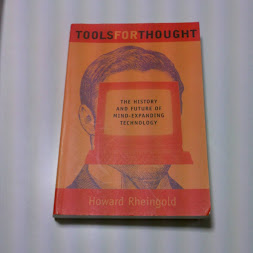 TOOLSFORTHOUGHT
THE HISTORY
AND FUTURE OF
MIND-EXPANDING
TECHNOLOGY
Howard Rheingold